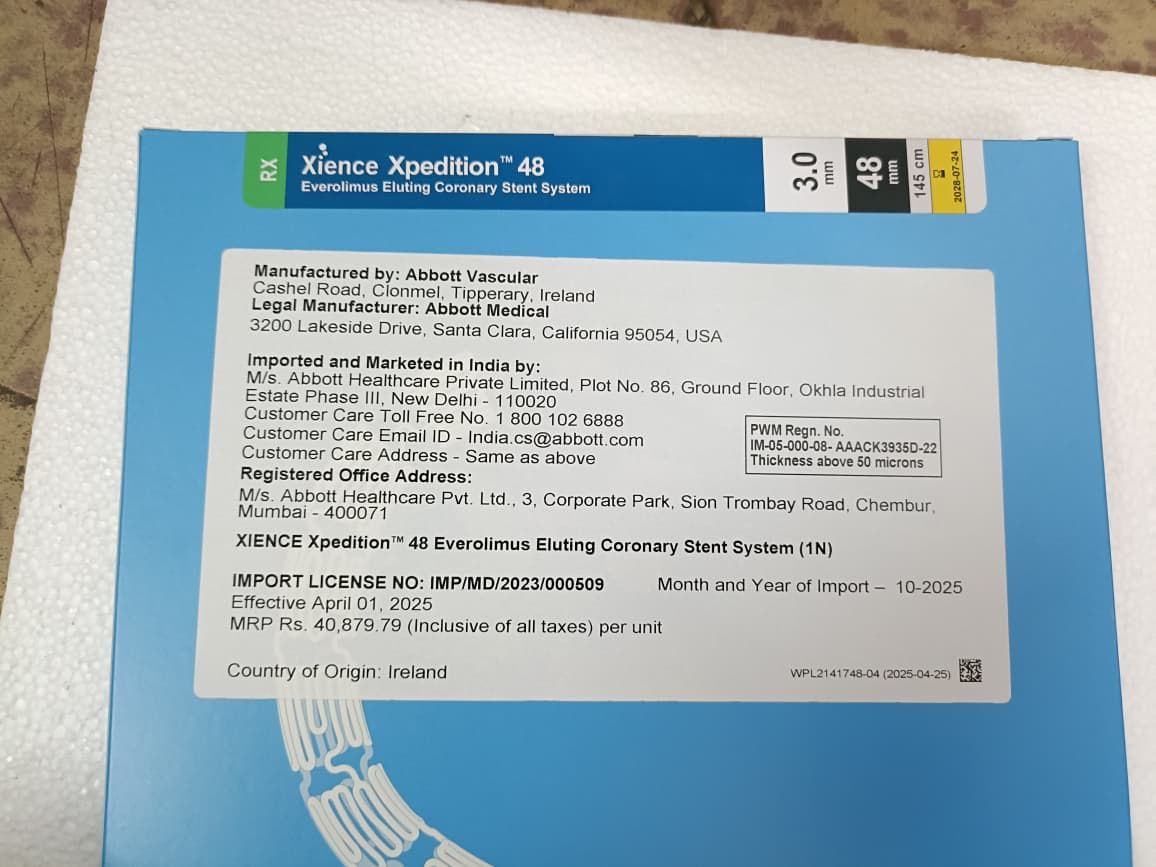 RX
Xience Xpedition™ 48
Everolimus Eluting Coronary Stent System
3.0 mm
48 mm
145 cm
2028-07-24
Manufactured by: Abbott Vascular
Cashel Road, Clonmel, Tipperary, Ireland
Legal Manufacturer: Abbott Medical
3200 Lakeside Drive, Santa Clara, California 95054, USA
Imported and Marketed in India by:
M/s. Abbott Healthcare Private Limited, Plot No. 86, Ground Floor, Okhla Industrial
Estate Phase III, New Delhi - 110020
Customer Care Toll Free No. 1 800 102 6888
Customer Care Email ID - India.cs@abbott.com
Customer Care Address - Same as above
PWM Regn. No.
IM-05-000-08- AAACK3935D-22
Thickness above 50 microns
Registered Office Address:
M/s. Abbott Healthcare Pvt. Ltd., 3, Corporate Park, Sion Trombay Road, Chembur,
Mumbai - 400071
XIENCE Xpedition™ 48 Everolimus Eluting Coronary Stent System (1N)
IMPORT LICENSE NO: IMP/MD/2023/000509 Month and Year of Import – 10-2025
Effective April 01, 2025
MRP Rs. 40,879.79 (Inclusive of all taxes) per unit
Country of Origin: Ireland
WPL2141748-04 (2025-04-25)